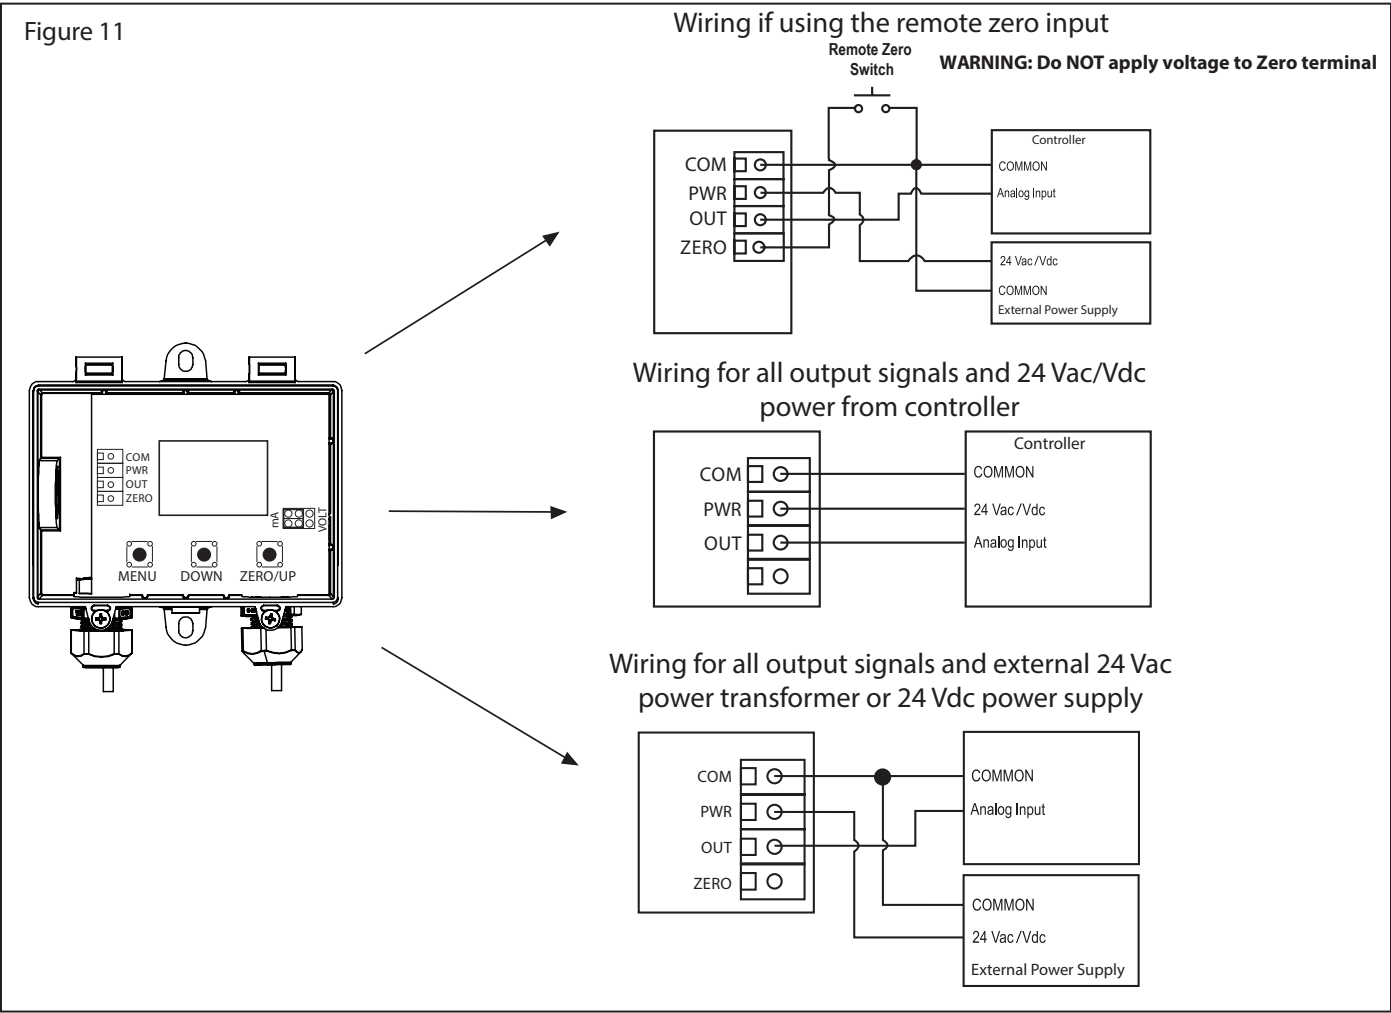 Figure 11
Wiring if using the remote zero input
Remote Zero
Switch
WARNING: Do NOT apply voltage to Zero terminal
COM
PWR
OUT
ZERO
Controller
COMMON
Analog Input
24 Vac/Vdc
COMMON
External Power Supply
Wiring for all output signals and 24 Vac/Vdc
power from controller
COM
PWR
OUT
Controller
COMMON
24 Vac/Vdc
Analog Input
COM
PWR
OUT
ZERO
mA
VOLT
MENU
DOWN
ZERO/UP
Wiring for all output signals and external 24 Vac
power transformer or 24 Vdc power supply
COM
PWR
OUT
ZERO
COMMON
Analog Input
COMMON
24 Vac/Vdc
External Power Supply